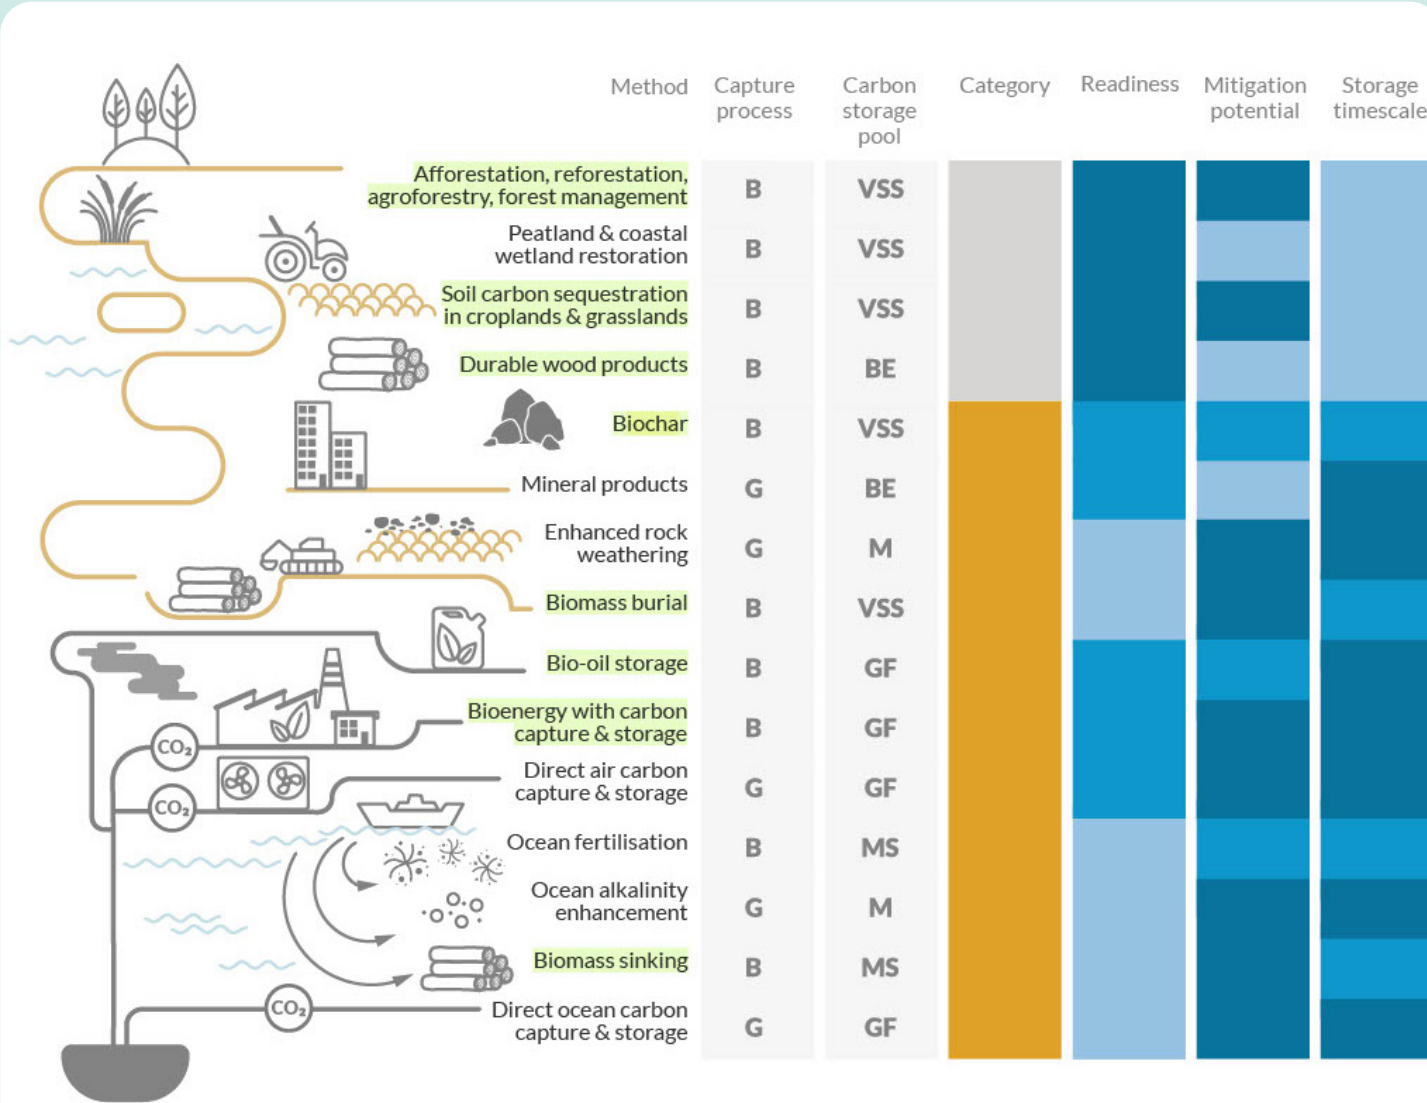 Method
Capture
process
Carbon
storage
pool
Category
Readiness
Mitigation
potential
Storage
timescale
Afforestation, reforestation,
agroforestry, forest management
B
VSS
Peatland & coastal
wetland restoration
B
VSS
Soil carbon sequestration
in croplands & grasslands
B
VSS
Durable wood products
B
BE
Biochar
B
VSS
Mineral products
G
BE
Enhanced rock
weathering
G
M
Biomass burial
B
VSS
Bio-oil storage
B
GF
Bioenergy with carbon
capture & storage
B
GF
CO₂
Direct air carbon
capture & storage
G
GF
CO₂
Ocean fertilisation
B
MS
Ocean alkalinity
enhancement
G
M
Biomass sinking
B
MS
Direct ocean carbon
capture & storage
G
GF
CO₂